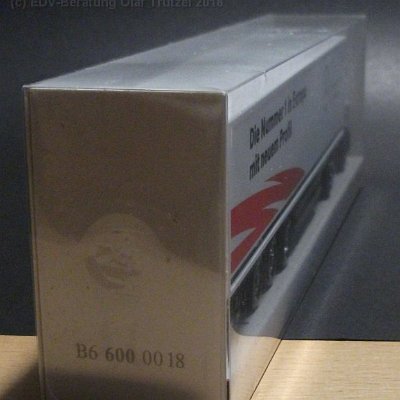 (c) EDV-Beratung Olaf Trützel 2018
Die Nummer 1 in Europa
mit neuem Profil
B6 600 0018